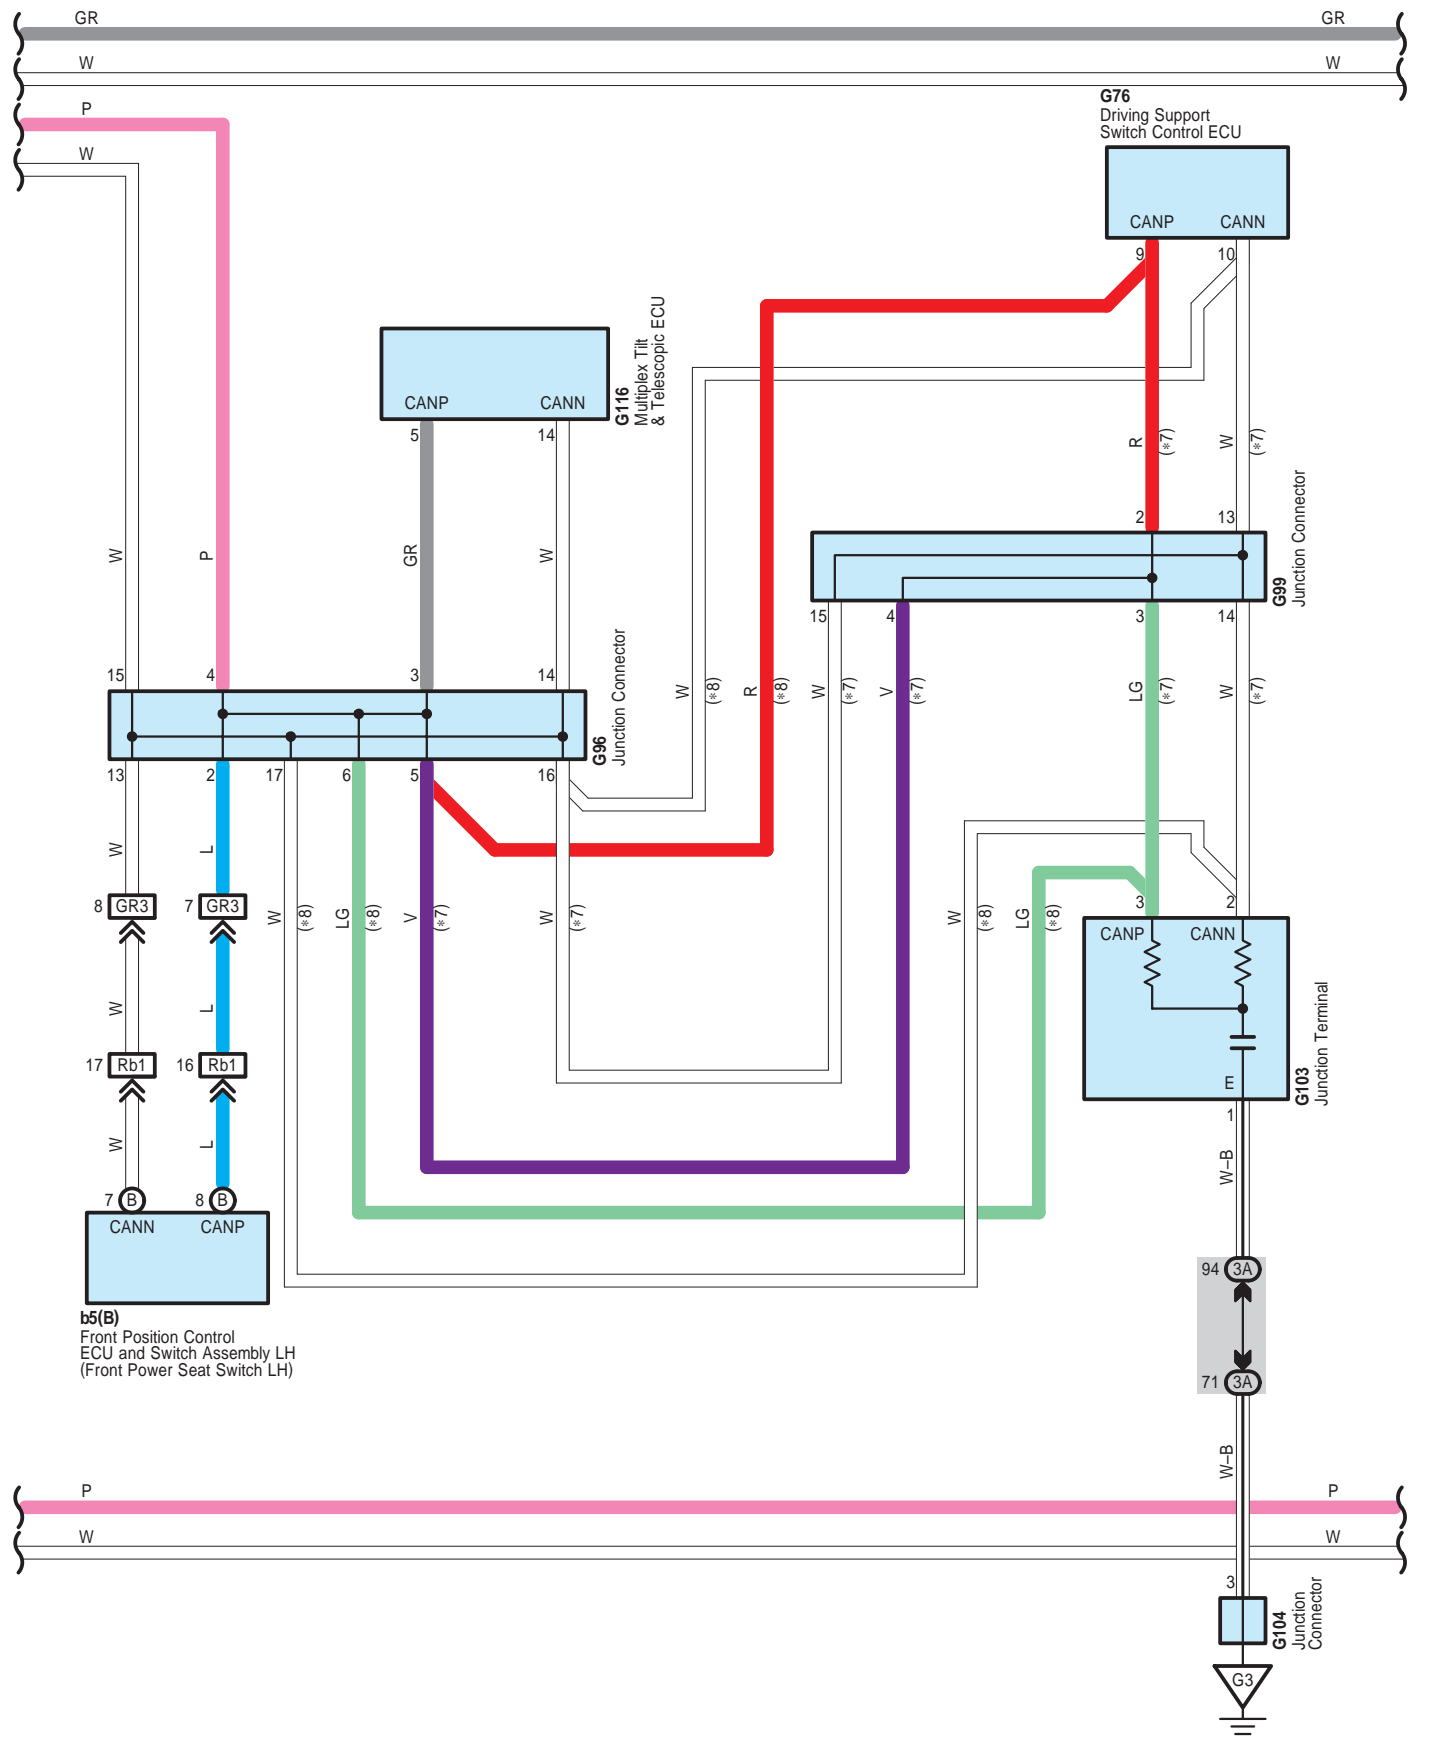 GR GR
W W
P
W
G76
Driving Support
Switch Control ECU
CANP CANN
9 10
G116
Multiplex Tilt
& Telescopic ECU
CANP CANN
5 14
R (*7) W (*7)
2 13
G99
Junction Connector
15 4 3 14
W P GR W
15 4 3 14
G96
Junction Connector
13 2 17 6 5 16
W (*8) R (*8) W (*7) V (*7) LG (*7) W (*7)
W L
8 GR3 7 GR3
W (*8) LG (*8) V (*7) W (*7) W (*8) LG (*8)
3 2
CANP CANN
E
G103
Junction Terminal
1
W L
17 Rb1 16 Rb1
W L
7 B 8 B
CANN CANP
b5(B)
Front Position Control
ECU and Switch Assembly LH
(Front Power Seat Switch LH)
W–B
94 3A
71 3A
W–B
P P
W W
3
G104
Junction
Connector
G3